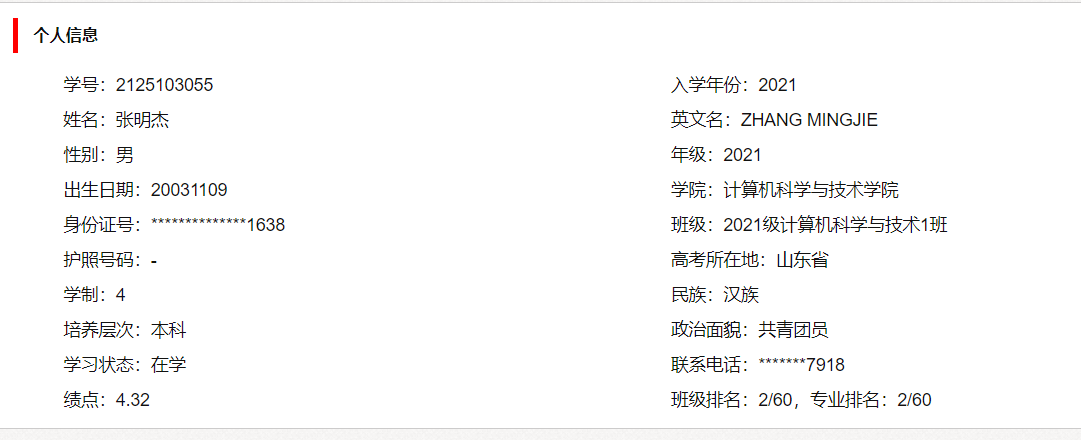 个人信息
学号：2125103055
入学年份：2021
姓名：张明杰
英文名：ZHANG MINGJIE
性别：男
年级：2021
出生日期：20031109
学院：计算机科学与技术学院
身份证号：**************1638
班级：2021级计算机科学与技术1班
护照号码：-
高考所在地：山东省
学制：4
民族：汉族
培养层次：本科
政治面貌：共青团员
学习状态：在学
联系电话：*******7918
绩点：4.32
班级排名：2/60，专业排名：2/60